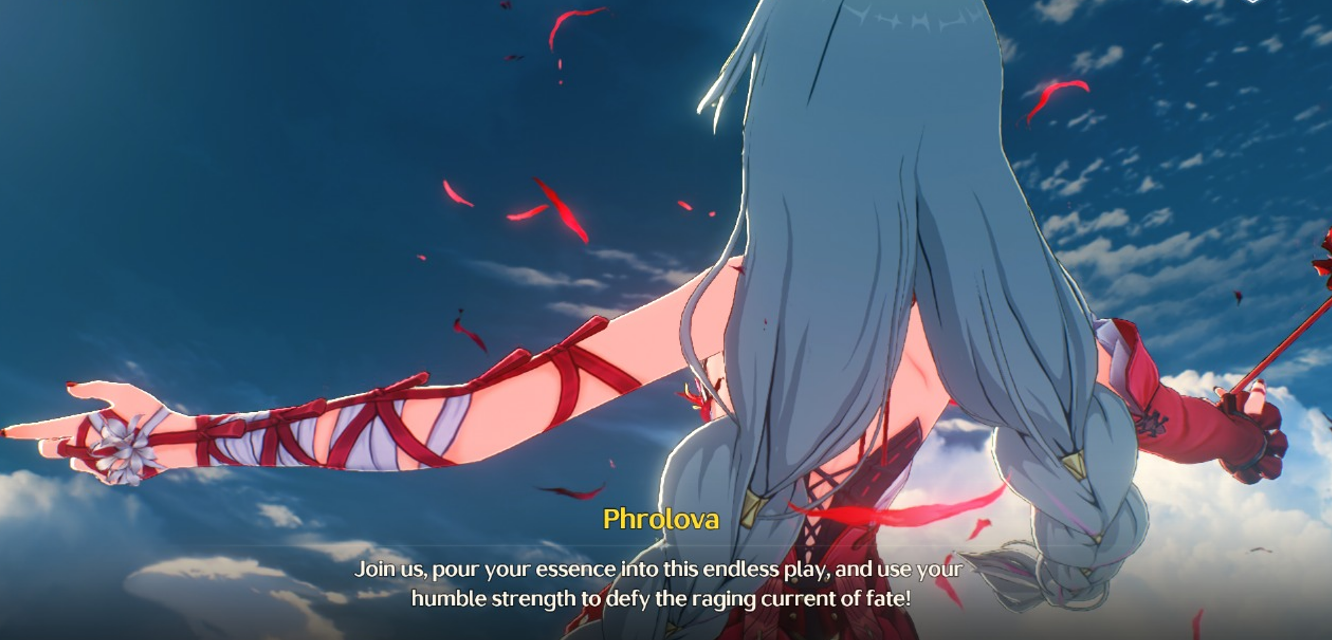 Phrolova
Join us, pour your essence into this endless play, and use your
humble strength to defy the raging current of fate!